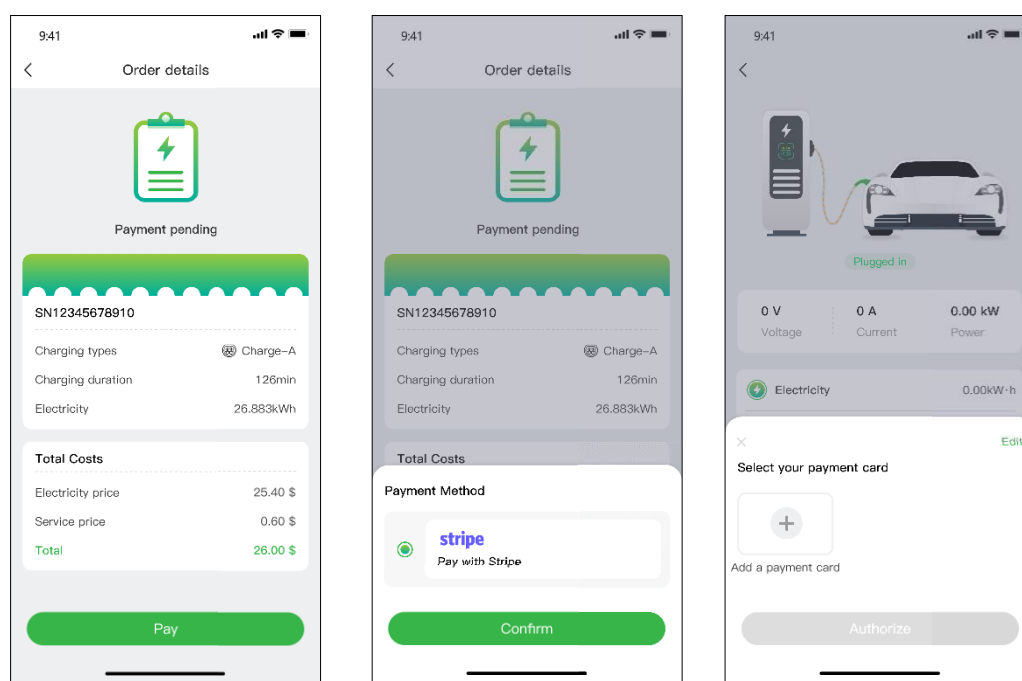 9:41
Order details
Payment pending
SN12345678910
Charging types Charge-A
Charging duration 126min
Electricity 26.883kWh
Total Costs
Electricity price 25.40 $
Service price 0.60 $
Total 26.00 $
Pay
9:41
Order details
Payment pending
SN12345678910
Charging types Charge-A
Charging duration 126min
Electricity 26.883kWh
Total Costs
Payment Method
stripe
Pay with Stripe
Confirm
9:41
Plugged in
0 V 0 A 0.00 kW
Voltage Current Power
Electricity 0.00kW·h
Edit
Select your payment card
Add a payment card
Authorize